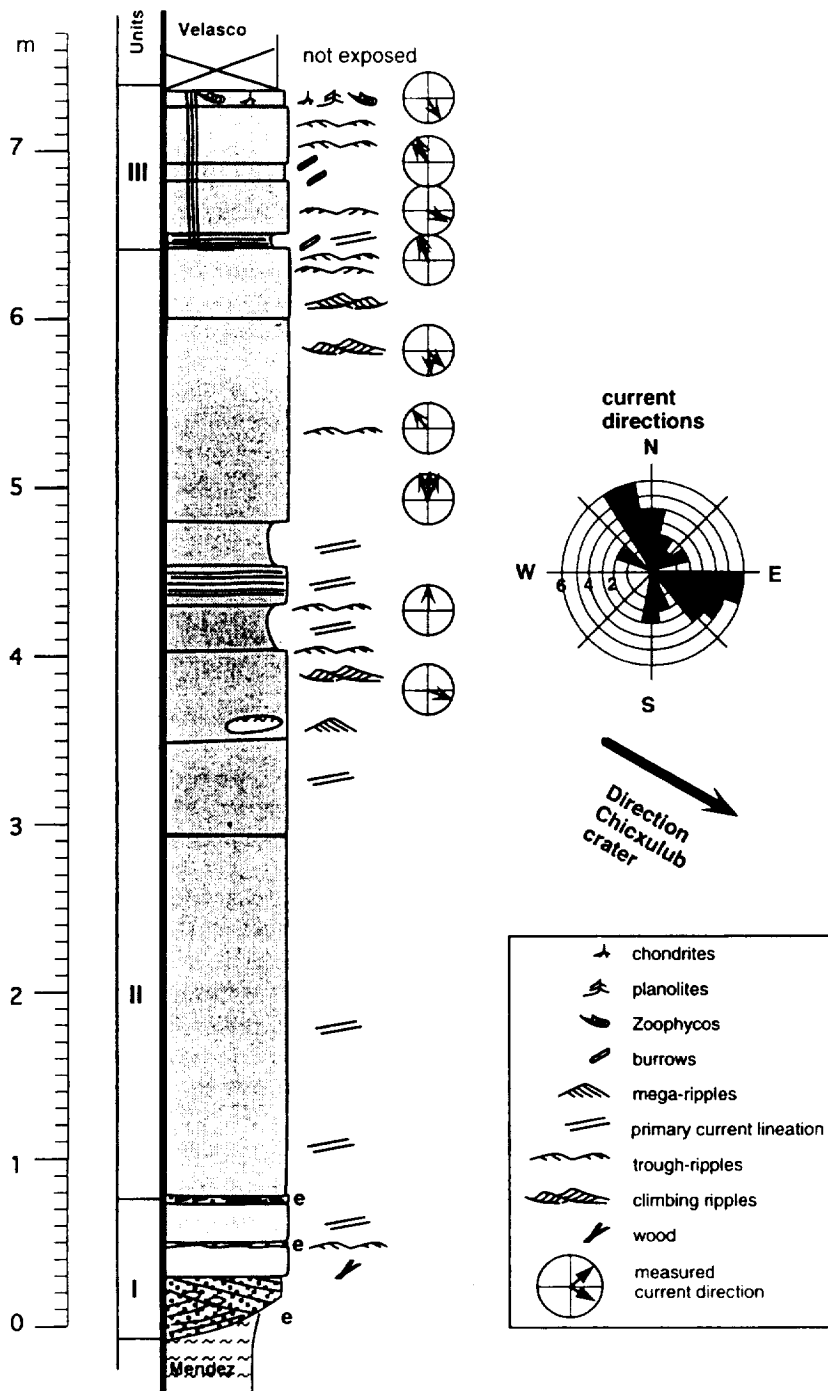 Units
Velasco
m
not exposed
7
III
6
5
4
3
II
2
1
e
e
I
e
0
Mendez
current
directions
N
W
6 4 2
E
S
Direction
Chicxulub
crater
chondrites
planolites
Zoophycos
burrows
mega-ripples
primary current lineation
trough-ripples
climbing ripples
wood
measured
current direction